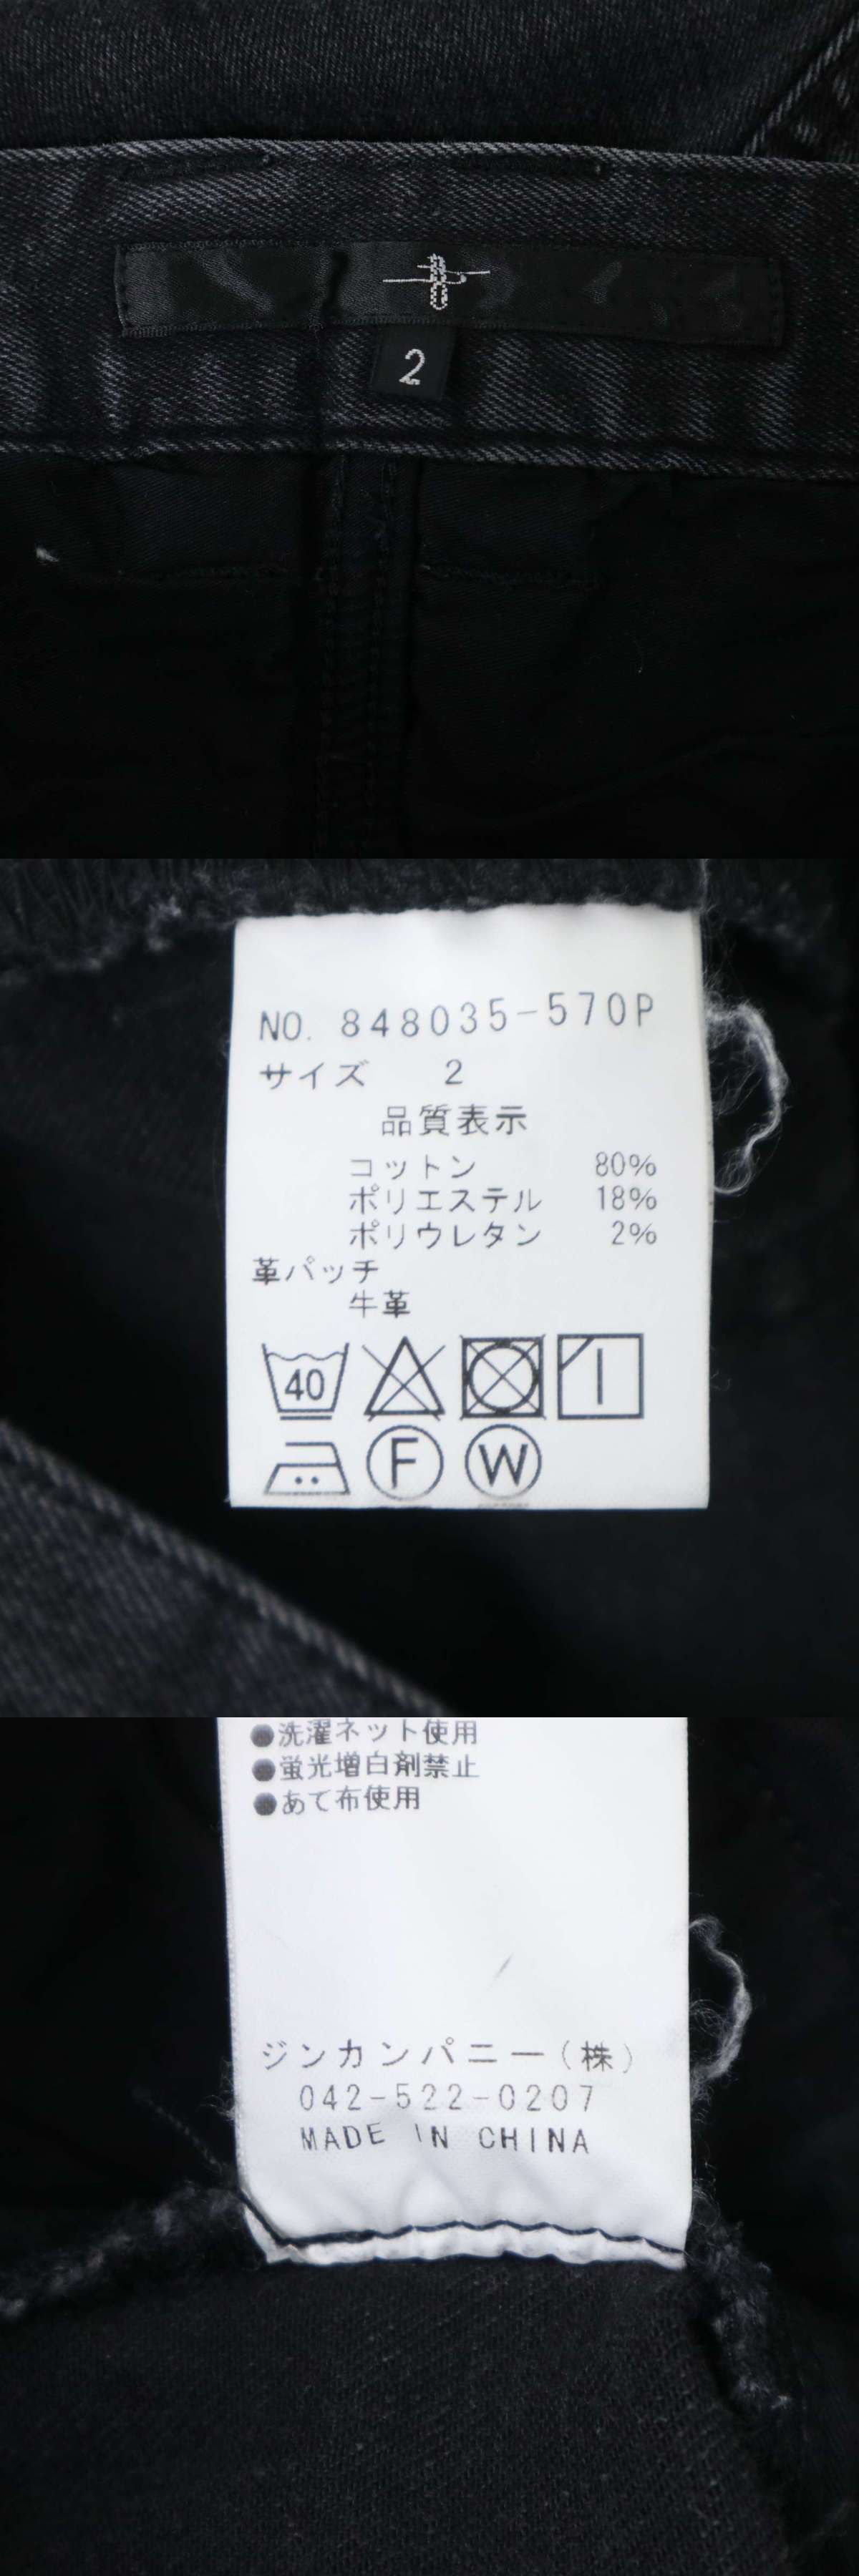 2
NO. 848035-570P
サイズ 2
品質表示
コットン 80%
ポリエステル 18%
ポリウレタン 2%
革パッチ
牛革
40
F W
●洗濯ネット使用
●蛍光増白剤禁止
●あて布使用
ジンカンパニー(株)
042-522-0207
MADE IN CHINA